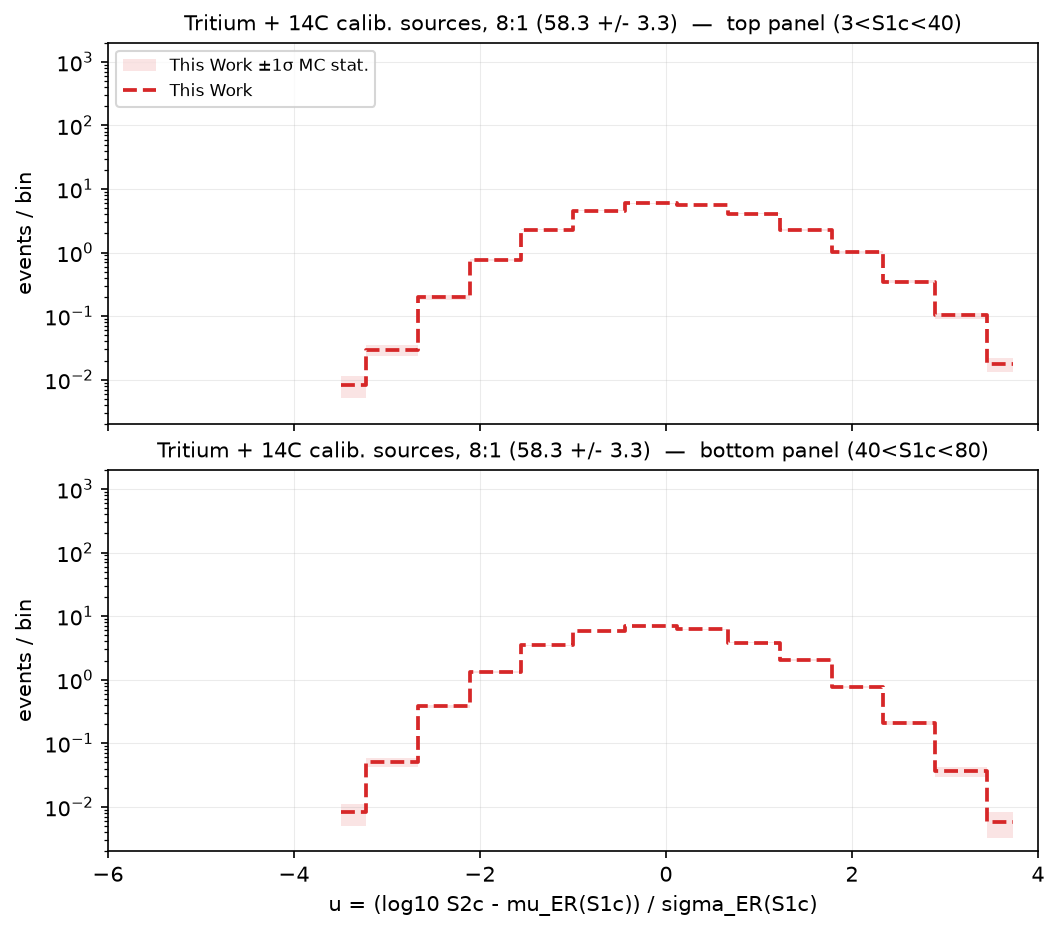 Tritium + 14C calib. sources, 8:1 (58.3 +/- 3.3)  —  top panel (3<S1c<40)
This Work ±1σ MC stat.
This Work
10³
10²
10¹
10⁰
10⁻¹
10⁻²
events / bin
Tritium + 14C calib. sources, 8:1 (58.3 +/- 3.3)  —  bottom panel (40<S1c<80)
10³
10²
10¹
10⁰
10⁻¹
10⁻²
events / bin
−6 −4 −2 0 2 4
u = (log10 S2c - mu_ER(S1c)) / sigma_ER(S1c)